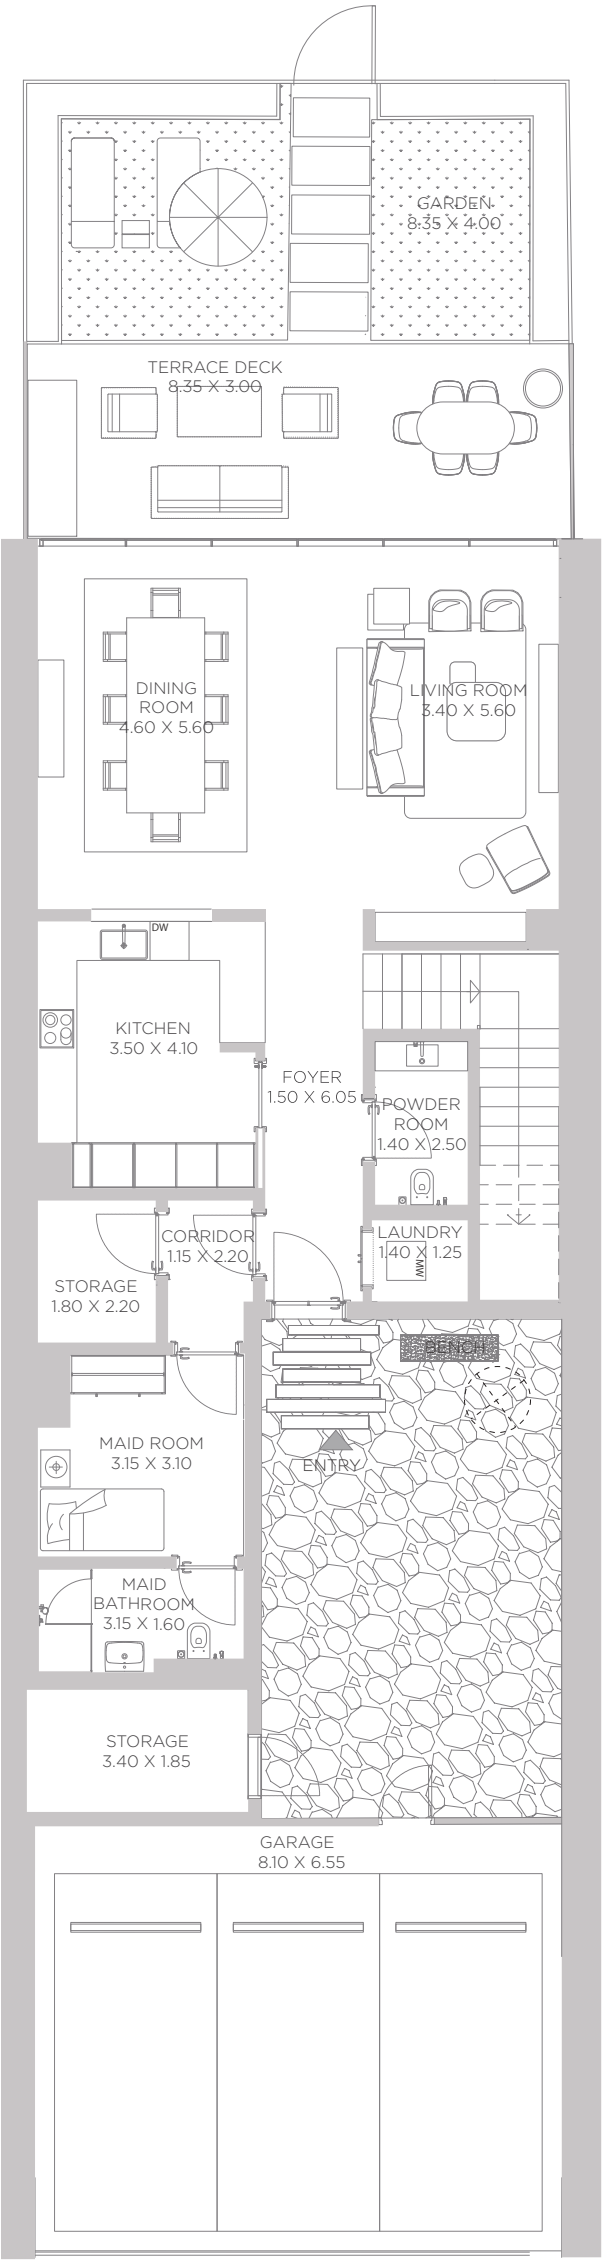 GARDEN
8.35 X 4.00
TERRACE DECK
8.35 X 3.00
DINING
ROOM
4.60 X 5.60
LIVING ROOM
3.40 X 5.60
DW
KITCHEN
3.50 X 4.10
FOYER
1.50 X 6.05
POWDER
ROOM
1.40 X 2.50
CORRIDOR
1.15 X 2.20
LAUNDRY
1.40 X 1.25
MW
STORAGE
1.80 X 2.20
BENCH
MAID ROOM
3.15 X 3.10
ENTRY
MAID
BATHROOM
3.15 X 1.60
STORAGE
3.40 X 1.85
GARAGE
8.10 X 6.55